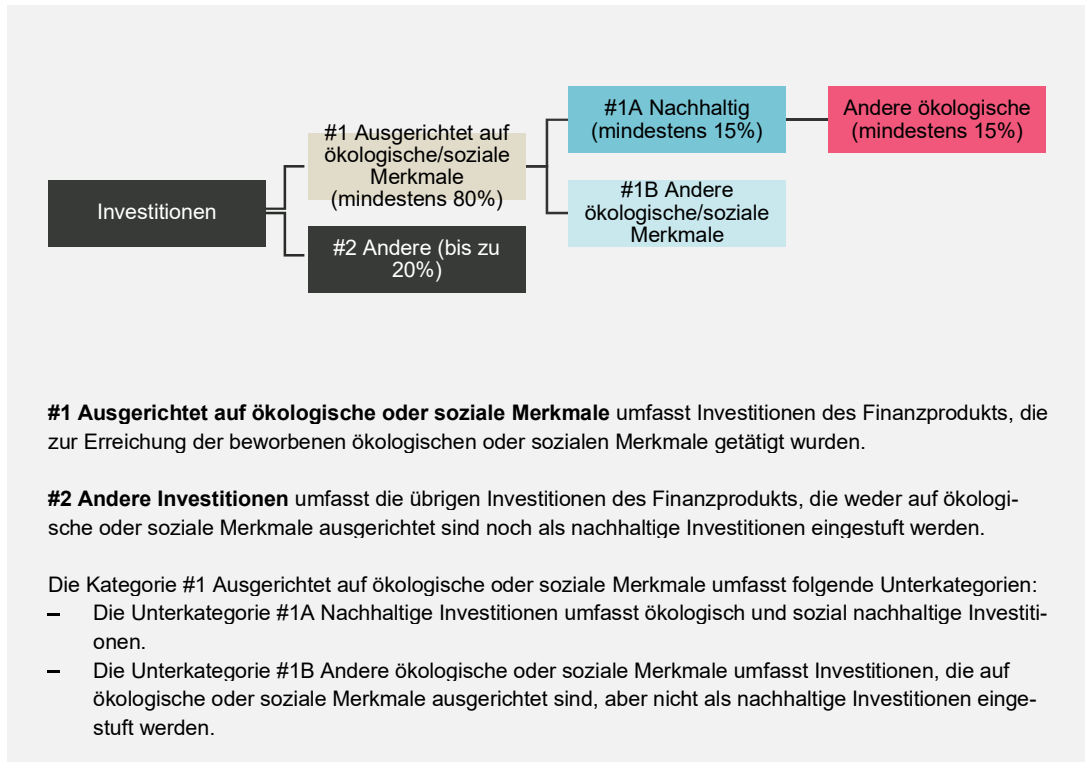 #1A Nachhaltig
(mindestens 15%)
Andere ökologische
(mindestens 15%)
#1 Ausgerichtet auf
ökologische/soziale
Merkmale
(mindestens 80%)
Investitionen
#1B Andere
ökologische/soziale
Merkmale
#2 Andere (bis zu
20%)
#1 Ausgerichtet auf ökologische oder soziale Merkmale umfasst Investitionen des Finanzprodukts, die
zur Erreichung der beworbenen ökologischen oder sozialen Merkmale getätigt wurden.
#2 Andere Investitionen umfasst die übrigen Investitionen des Finanzprodukts, die weder auf ökologi-
sche oder soziale Merkmale ausgerichtet sind noch als nachhaltige Investitionen eingestuft werden.
Die Kategorie #1 Ausgerichtet auf ökologische oder soziale Merkmale umfasst folgende Unterkategorien:
– Die Unterkategorie #1A Nachhaltige Investitionen umfasst ökologisch und sozial nachhaltige Investiti-
onen.
– Die Unterkategorie #1B Andere ökologische oder soziale Merkmale umfasst Investitionen, die auf
ökologische oder soziale Merkmale ausgerichtet sind, aber nicht als nachhaltige Investitionen einge-
stuft werden.